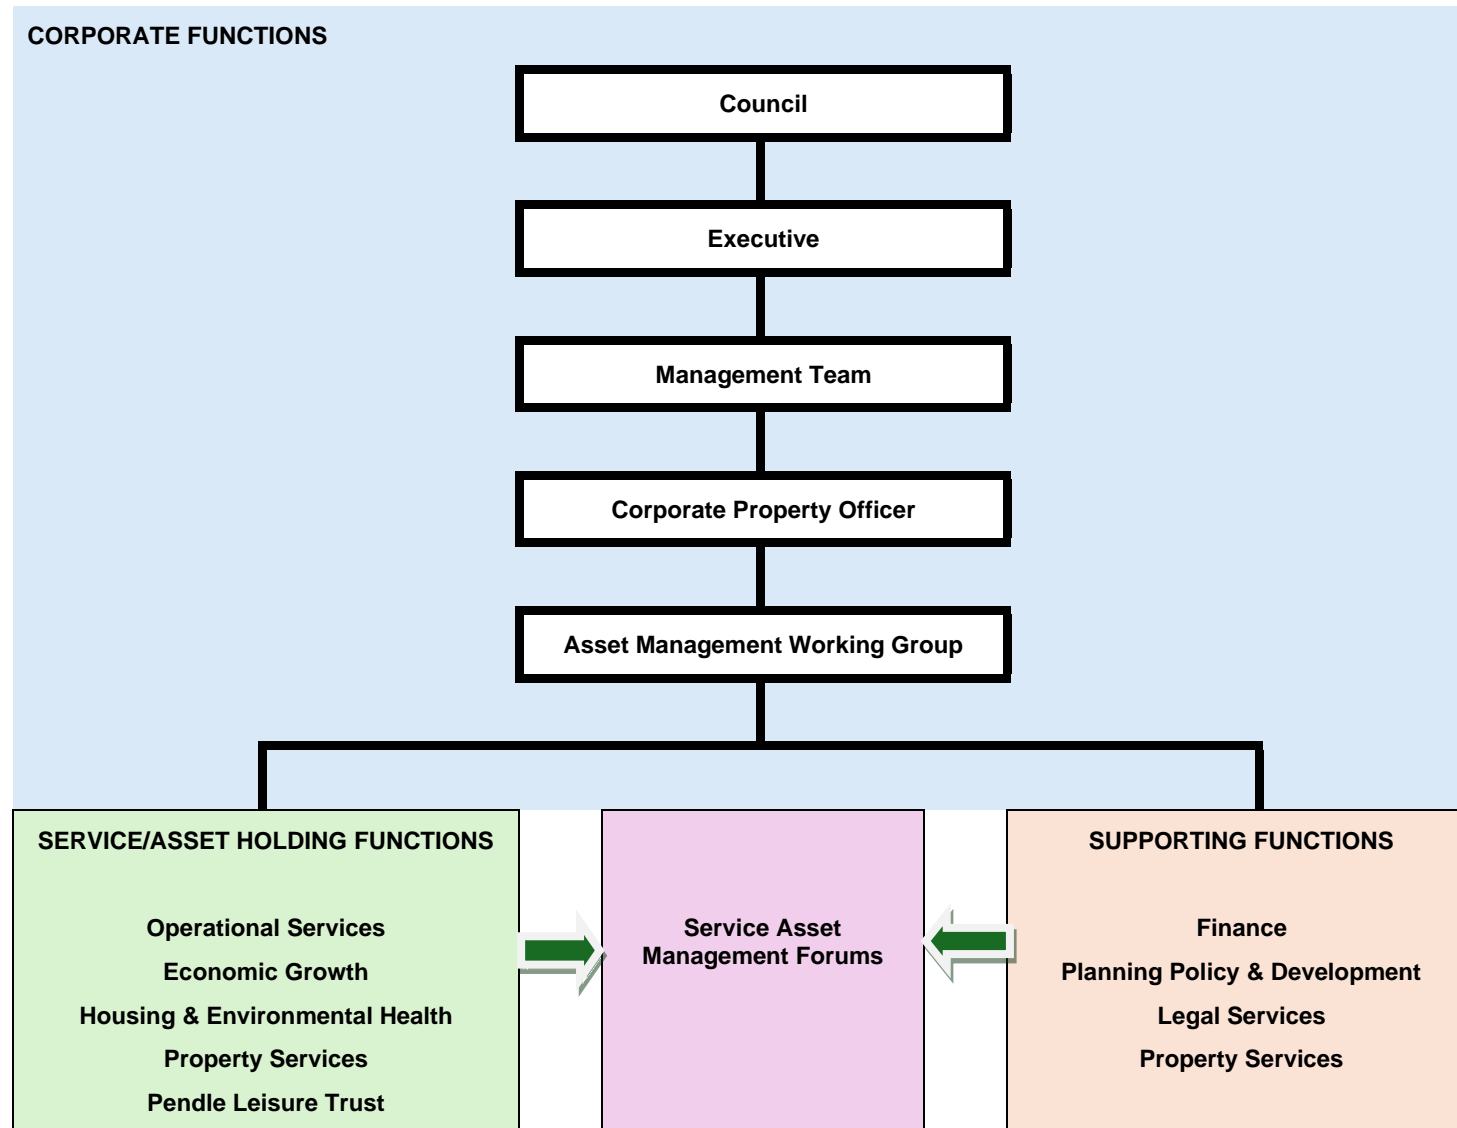 CORPORATE FUNCTIONS
Council
Executive
Management Team
Corporate Property Officer
Asset Management Working Group
SERVICE/ASSET HOLDING FUNCTIONS
Operational Services
Economic Growth
Housing & Environmental Health
Property Services
Pendle Leisure Trust
Service Asset
Management Forums
SUPPORTING FUNCTIONS
Finance
Planning Policy & Development
Legal Services
Property Services